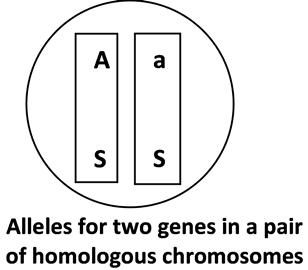 A a
S S
Alleles for two genes in a pair
of homologous chromosomes